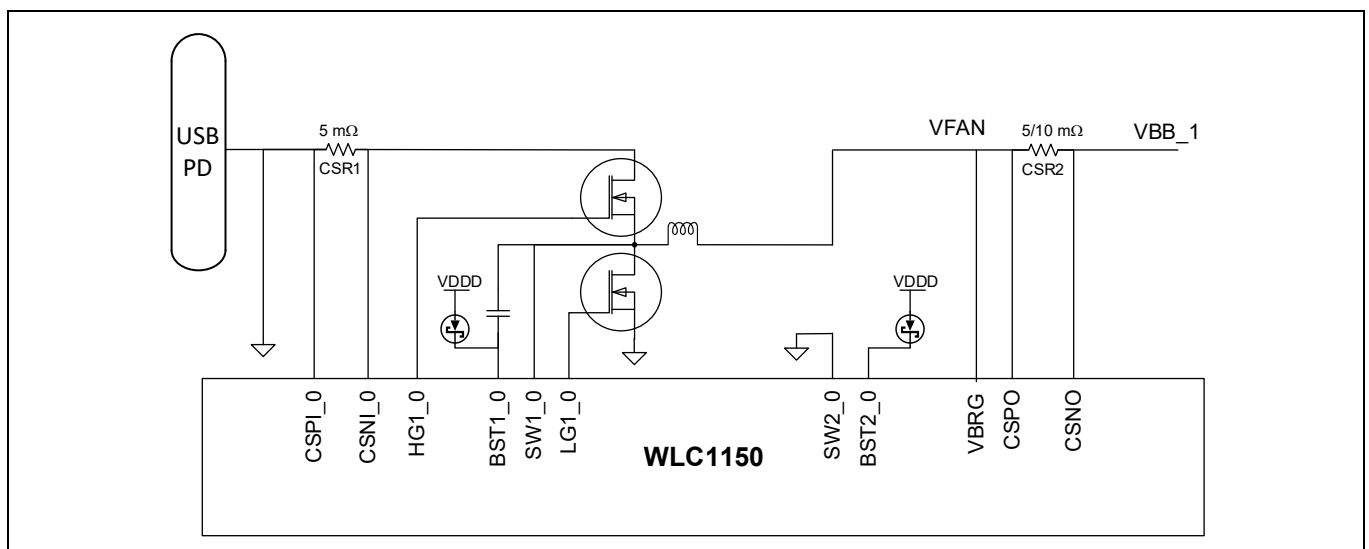 USB
PD
5 mΩ
CSR1
VFAN
5/10 mΩ
CSR2
VBB_1
VDDD
VDDD
CSPI_0
CSNI_0
HG1_0
BST1_0
SW1_0
LG1_0
SW2_0
BST2_0
VBRG
CSPO
CSNO
WLC1150